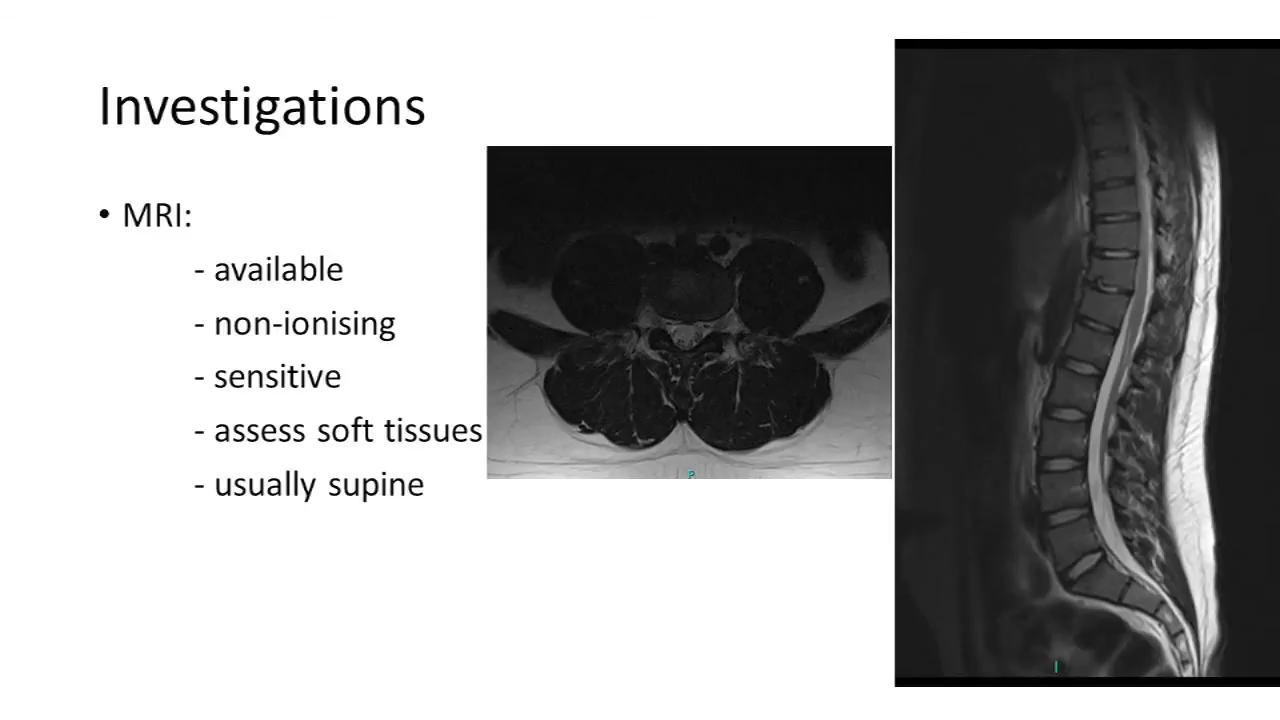 Investigations
• MRI:
- available
- non-ionising
- sensitive
- assess soft tissues
- usually supine
P
I